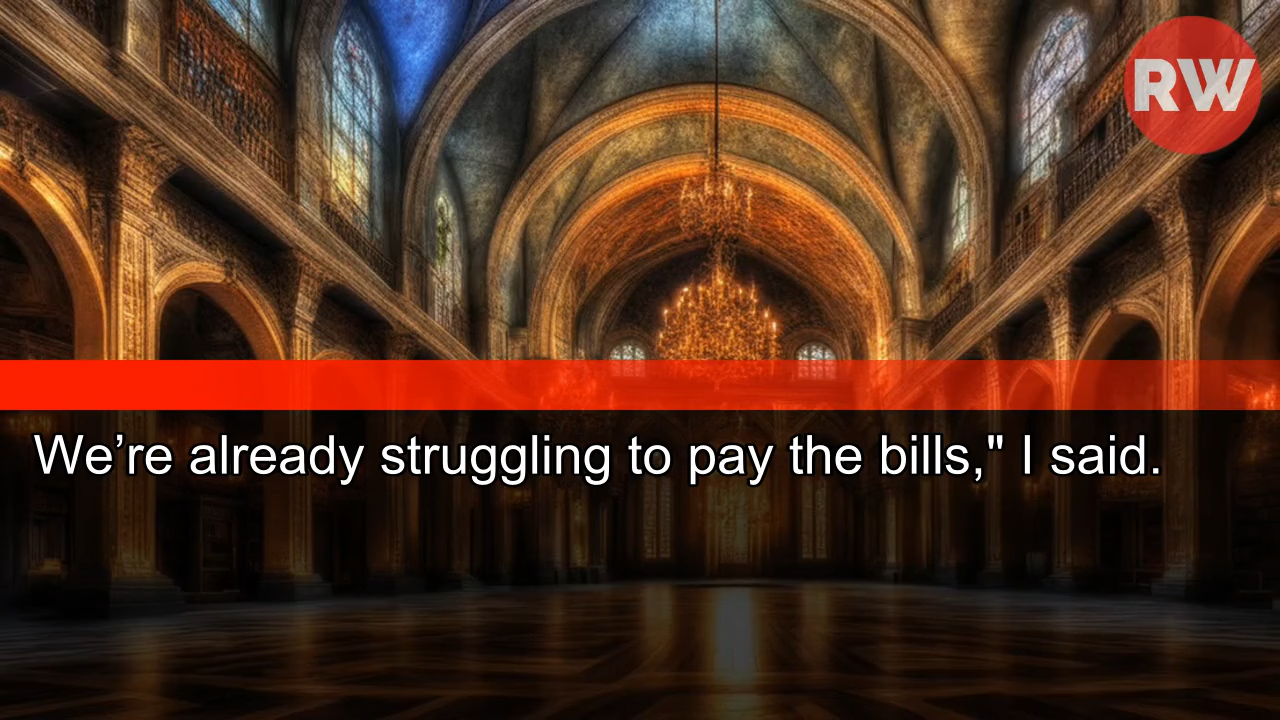 RW
We’re already struggling to pay the bills," I said.